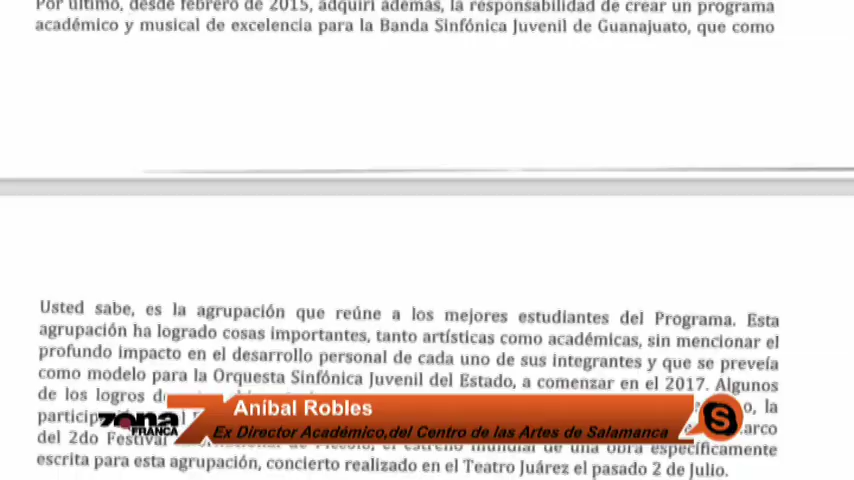 Por último, desde febrero de 2015, adquirí además, la responsabilidad de crear un programa
académico y musical de excelencia para la Banda Sinfónica Juvenil de Guanajuato, que como
Usted sabe, es la agrupación que reúne a los mejores estudiantes del Programa. Esta
agrupación ha logrado cosas importantes, tanto artísticas como académicas, sin mencionar el
profundo impacto en el desarrollo personal de cada uno de sus integrantes y que se preveía
como modelo para la Orquesta Sinfónica Juvenil del Estado, a comenzar en el 2017. Algunos
de los logros
la
del 2do Festival
de una obra específicamente
escrita para esta agrupación, concierto realizado en el Teatro Juárez el pasado 2 de Julio.
zona
FRANCA
Aníbal Robles
Ex Director Académico,del Centro de las Artes de Salamanca